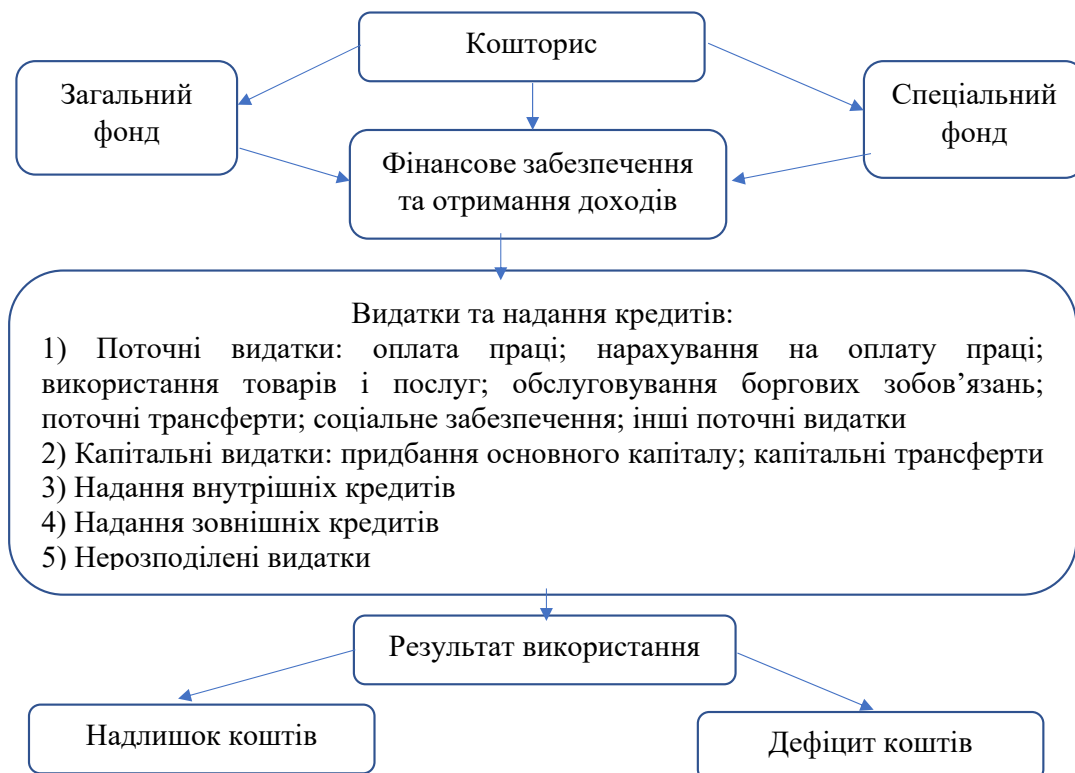 Кошторис
Загальний
фонд
Спеціальний
фонд
Фінансове забезпечення
та отримання доходів
Видатки та надання кредитів:
1) Поточні видатки: оплата праці; нарахування на оплату праці;
використання товарів і послуг; обслуговування боргових зобов’язань;
поточні трансферти; соціальне забезпечення; інші поточні видатки
2) Капітальні видатки: придбання основного капіталу; капітальні трансферти
3) Надання внутрішніх кредитів
4) Надання зовнішніх кредитів
5) Нерозподілені видатки
Результат використання
Надлишок коштів
Дефіцит коштів